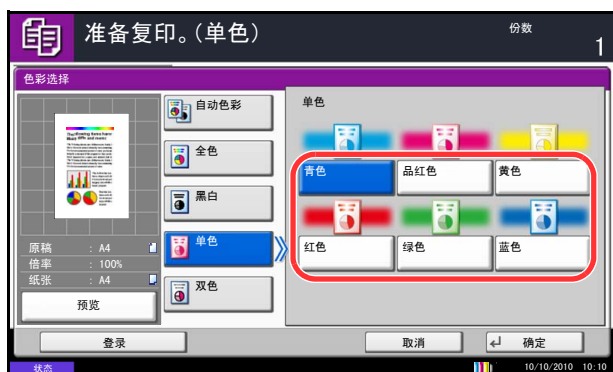 准备复印。(单色)
份数
1
色彩选择
自动色彩
全色
黑白
单色
双色
单色
青色
品红色
黄色
红色
绿色
蓝色
原稿 : A4
倍率 : 100%
纸张 : A4
预览
登录
取消
确定
状态
10/10/2010 10:10